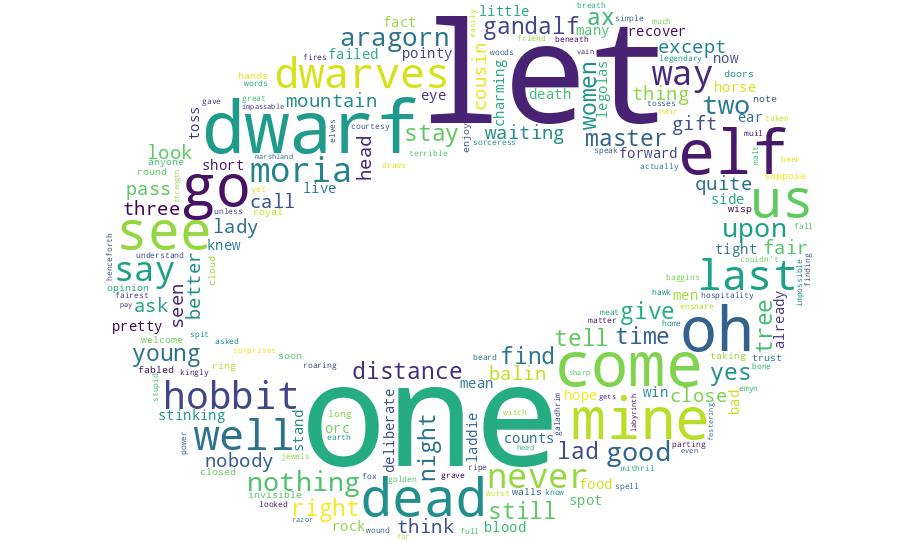 let
one
dwarf
go
elf
us
see
come
mine
oh
last
dead
well
hobbit
dwarves
say
moria
never
nothing
way
two
upon
good
give
time
find
tell
yes
fair
tree
close
gandalf
aragorn
ax
except
recover
master
women
thing
gift
quite
stay
waiting
cousin
mountain
head
live
call
lady
three
short
pass
look
ask
better
seen
young
pretty
distance
balin
night
right
still
think
lad
laddie
deliberate
counts
orc
stand
stinking
nobody
little
many
fact
failed
pointy
eye
charming
legolas
death
now
horse
ear
forward
side
wisp
tight
men
already
win
bad
hope
food
spot
blood
rock
invisible
closed
knew
toss
mean
breath
simple
much
easily
friend
beneath
woods
vain
legendary
doors
tosses
note
hair
taken
muil
speak
actually
sorceress
enjoy
terrible
draws
courtesy
elves
marshland
impassable
great
gave
words
hands
fires
anyone
round
strength
yet
royal
unless
henceforth
understand
opinion
fairest
pay
cloud
spit
asked
welcome
surprises
fabled
kingly
ring
soon
roaring
beard
stupid
power
jewels
looked
long
earth
golden
fox
grave
ripe
witch
heed
worst
walls
know
razor
wound
far
full
spell
mithril
even
parting
festering
labyrinth
gets
galadhrim
sharp
matter
home
meat
hawk
ensnare
baggins
hospitality
couldn't
impossible
finding
fall
suppose
beer
malt
taking
trust
bone
emyn